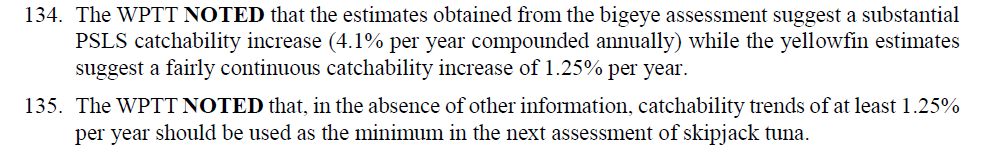 134. The WPTT NOTED that the estimates obtained from the bigeye assessment suggest a substantial
PSLS catchability increase (4.1% per year compounded annually) while the yellowfin estimates
suggest a fairly continuous catchability increase of 1.25% per year.
135. The WPTT NOTED that, in the absence of other information, catchability trends of at least 1.25%
per year should be used as the minimum in the next assessment of skipjack tuna.